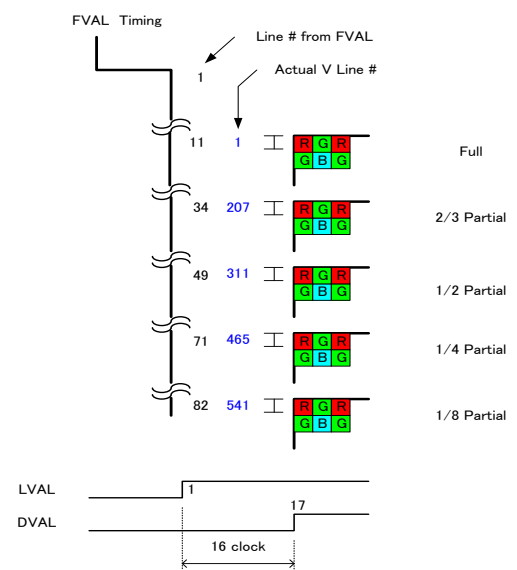 FVAL Timing
Line # from FVAL
1
Actual V Line #
11 1 R G R Full
G B G
34 207 R G R 2/3 Partial
G B G
49 311 R G R 1/2 Partial
G B G
71 465 R G R 1/4 Partial
G B G
82 541 R G R 1/8 Partial
G B G
LVAL 1
DVAL 17
16 clock